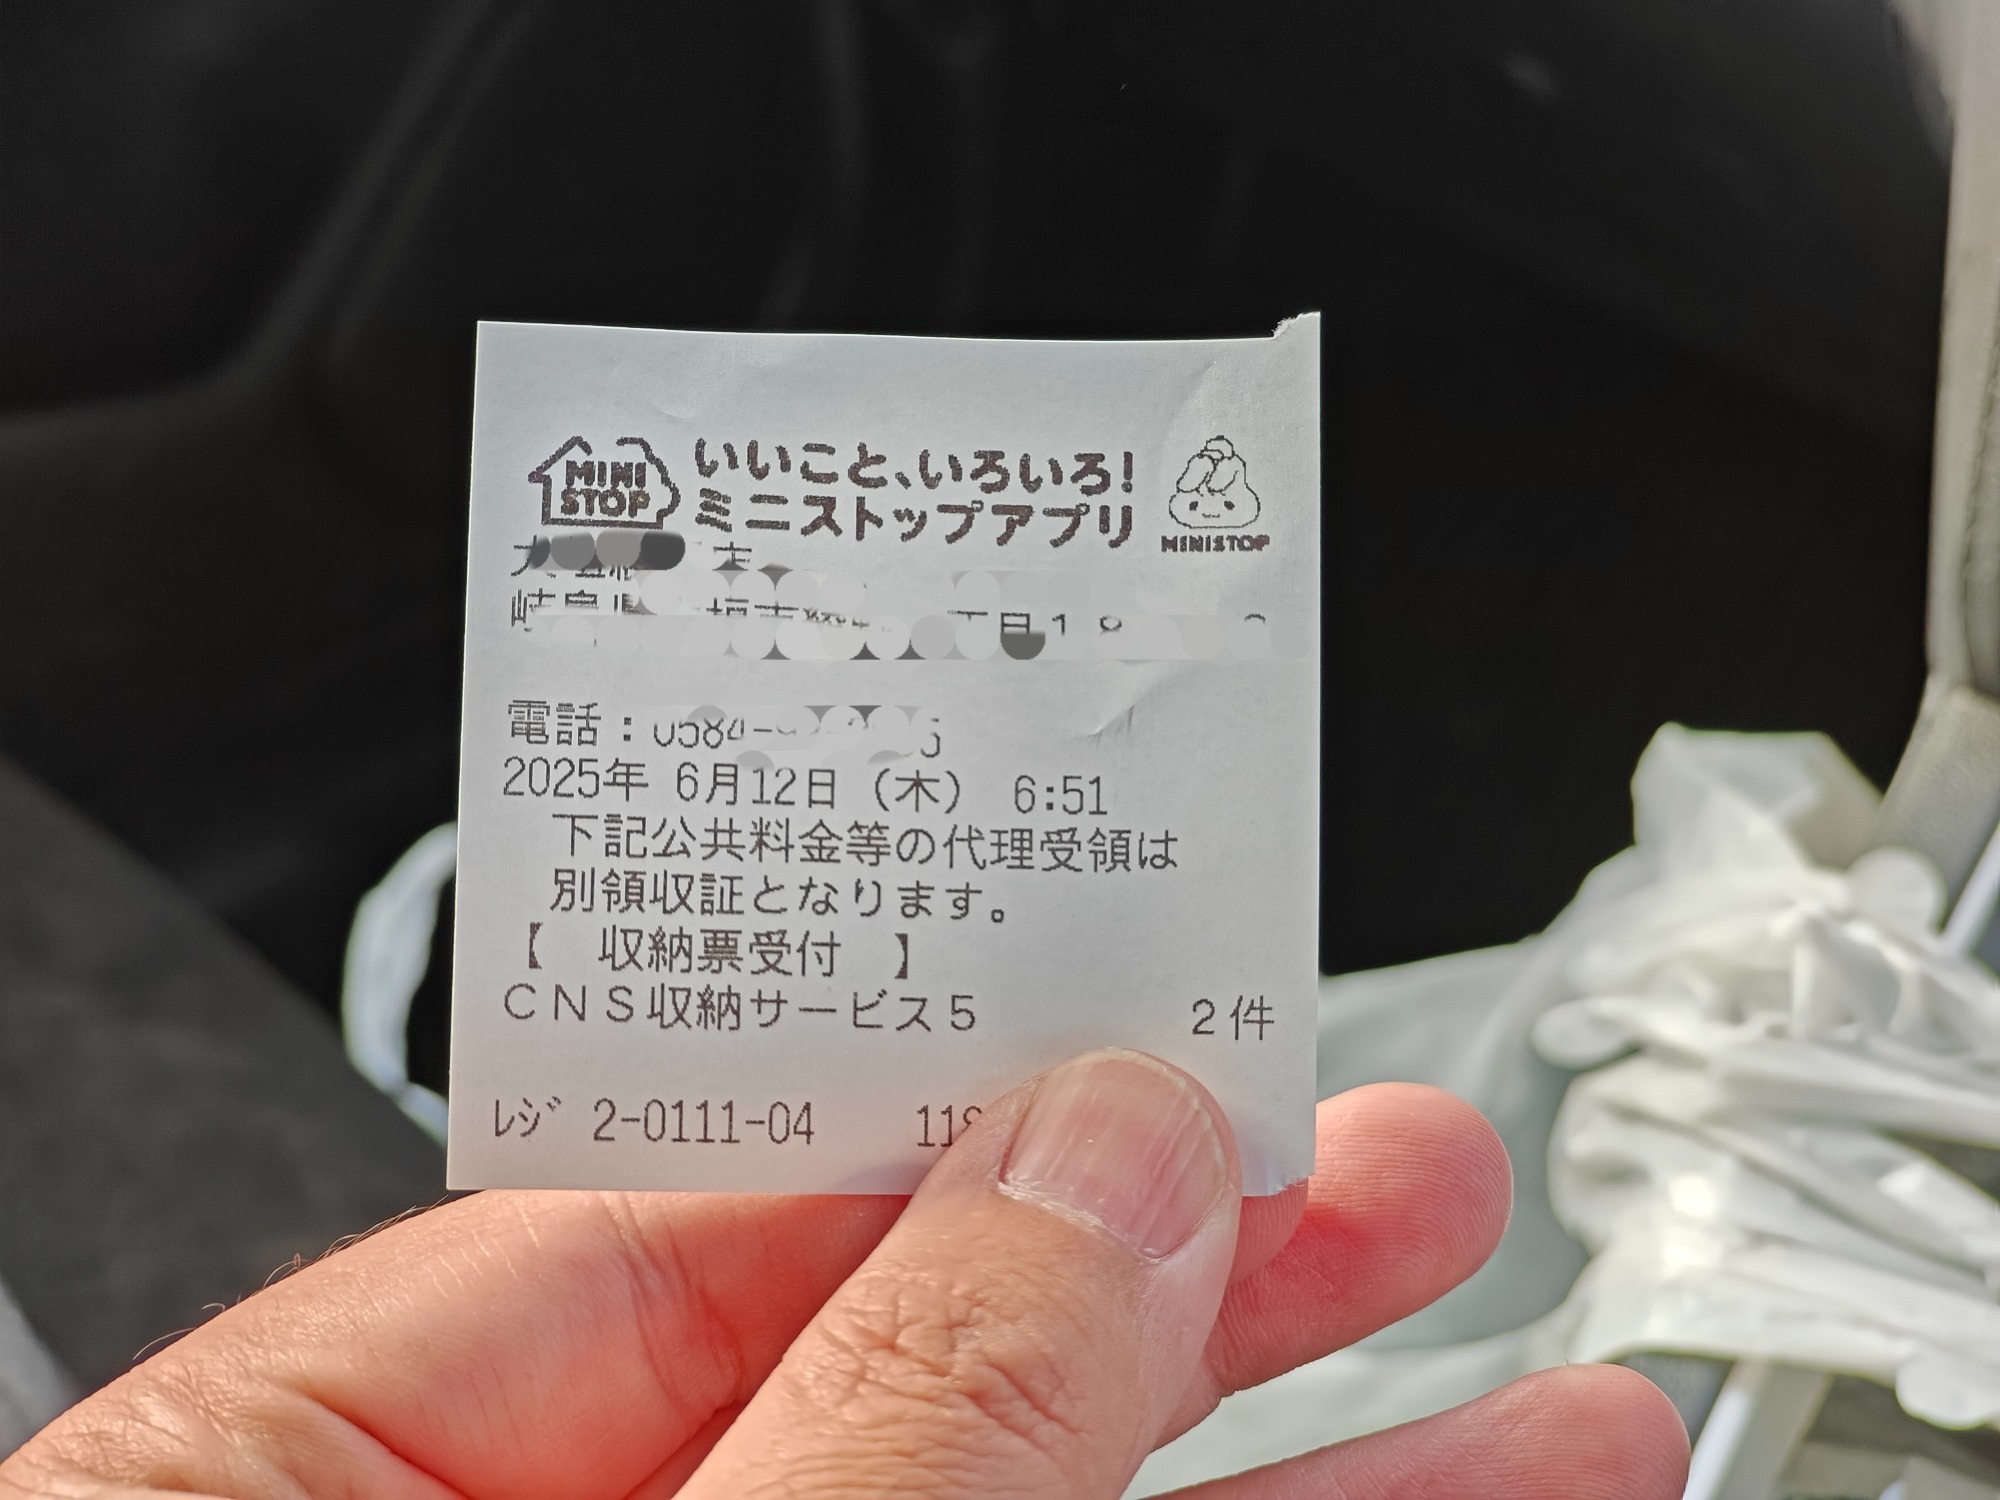 MINI STOP
いいこと、いろいろ!
ミニストップアプリ
MINISTOP
電話:0584-
2025年 6月12日(木) 6:51
下記公共料金等の代理受領は
別領収証となります。
【 収納票受付 】
CNS収納サービス5 2件
レジ 2-0111-04